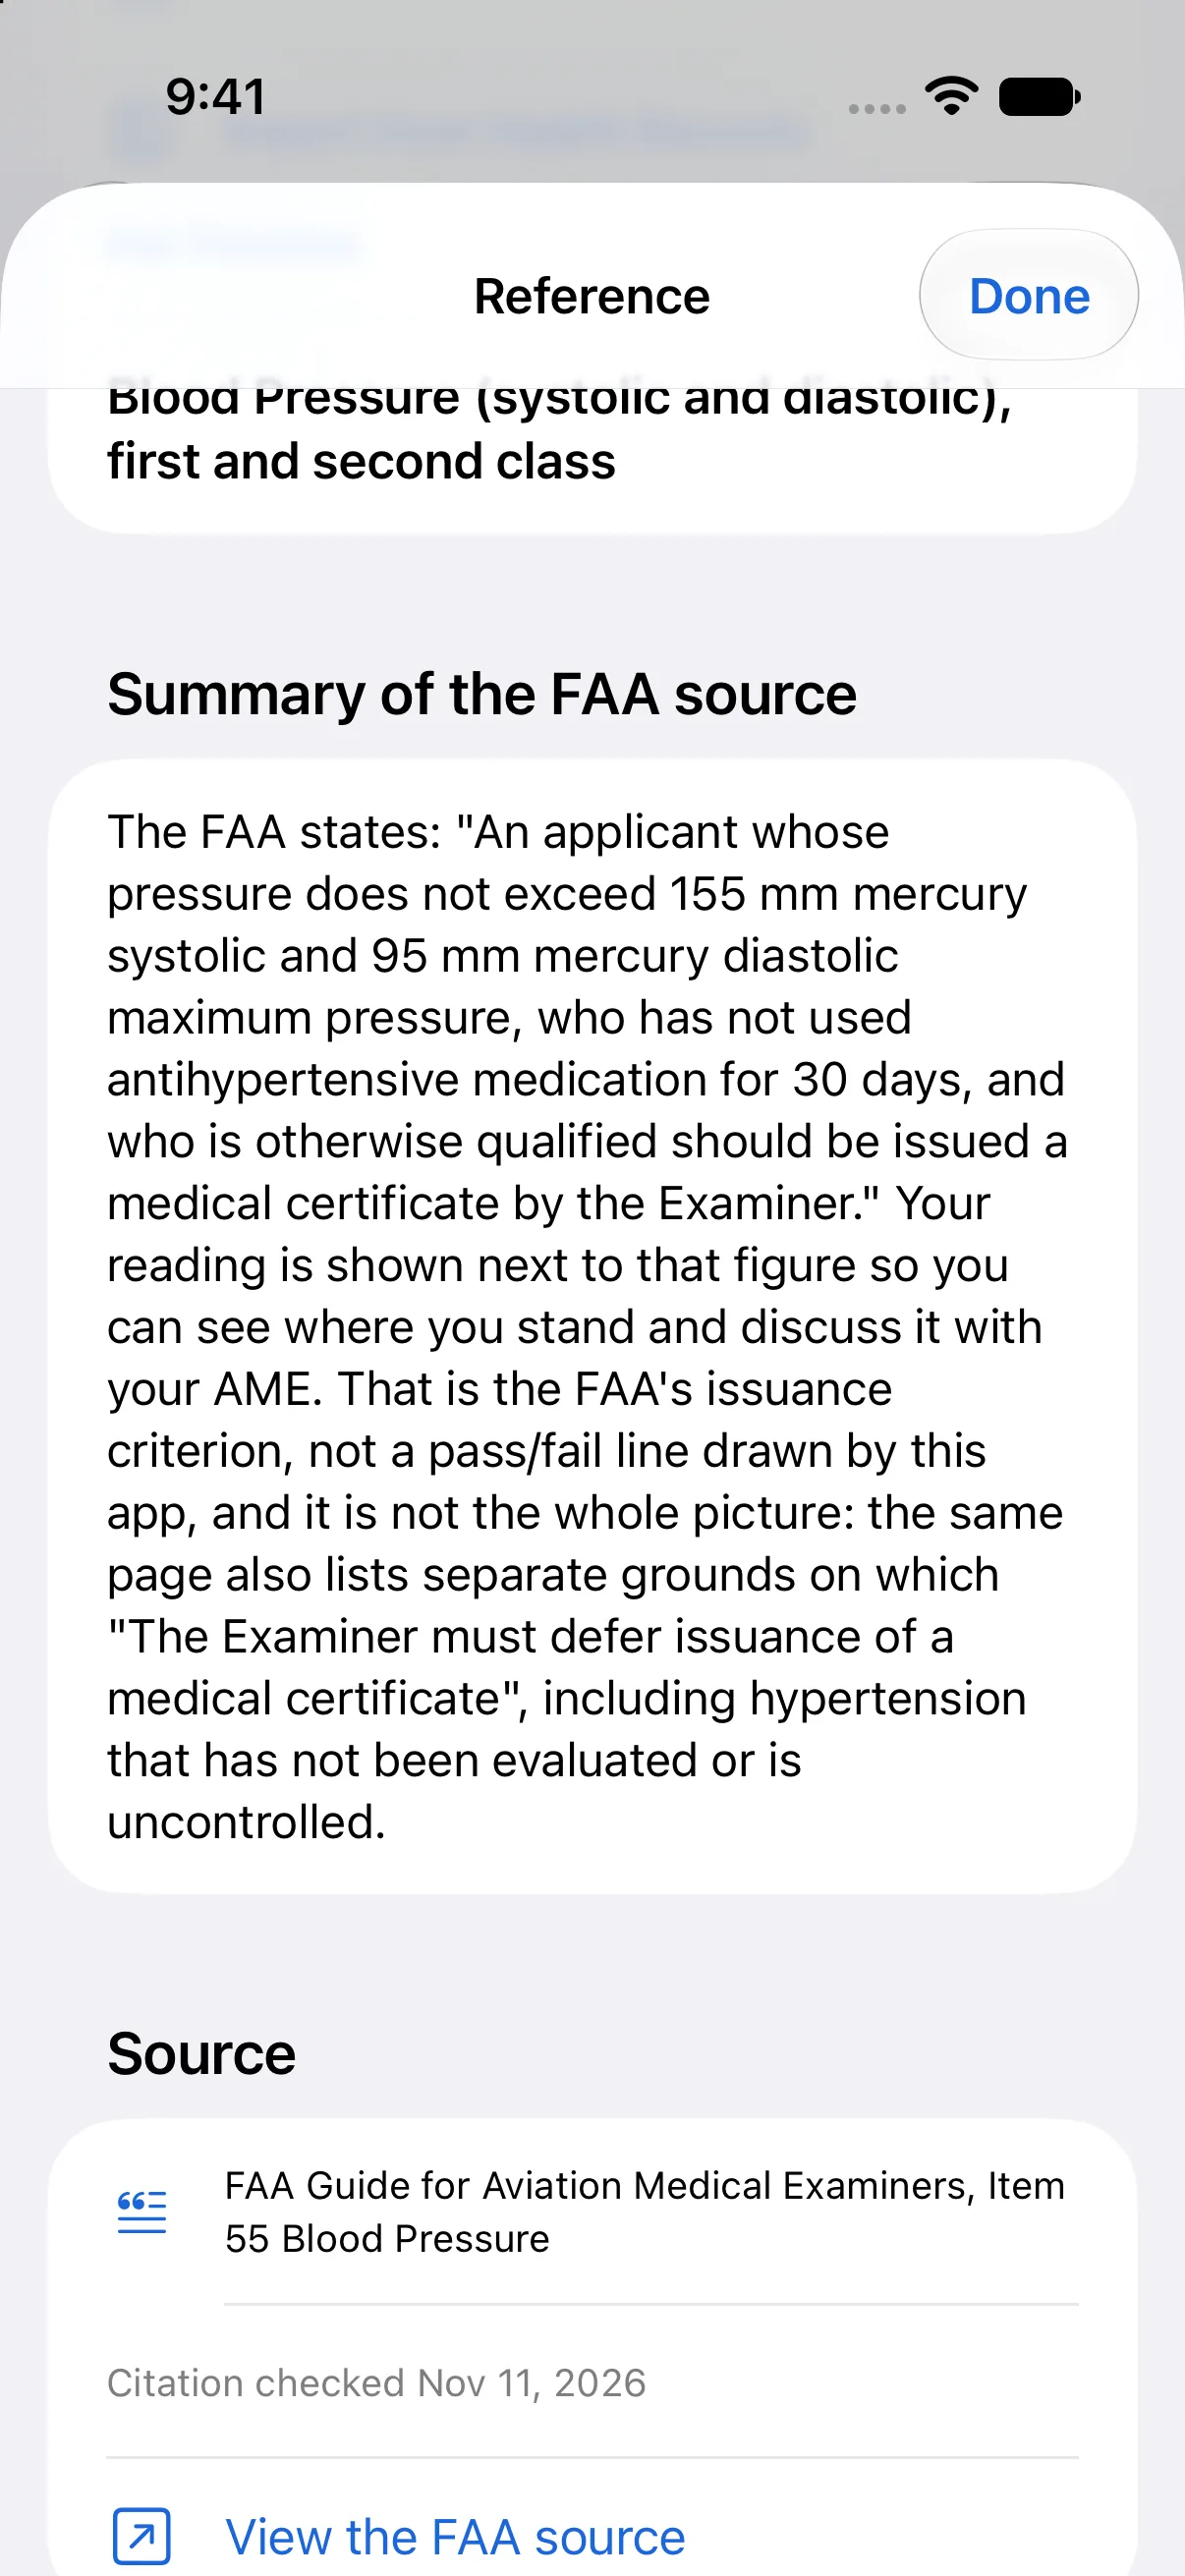 9:41
Reference
Done
Blood Pressure (systolic and diastolic),
first and second class
Summary of the FAA source
The FAA states: "An applicant whose
pressure does not exceed 155 mm mercury
systolic and 95 mm mercury diastolic
maximum pressure, who has not used
antihypertensive medication for 30 days, and
who is otherwise qualified should be issued a
medical certificate by the Examiner." Your
reading is shown next to that figure so you
can see where you stand and discuss it with
your AME. That is the FAA's issuance
criterion, not a pass/fail line drawn by this
app, and it is not the whole picture: the same
page also lists separate grounds on which
"The Examiner must defer issuance of a
medical certificate", including hypertension
that has not been evaluated or is
uncontrolled.
Source
FAA Guide for Aviation Medical Examiners, Item
55 Blood Pressure
Citation checked Nov 11, 2026
View the FAA source